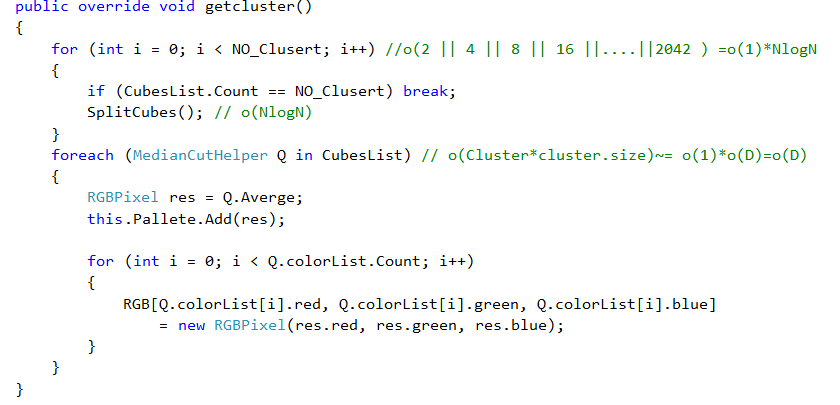 public override void getcluster()
{
for (int i = 0; i < NO_Clusert; i++) //o(2 || 4 || 8 || 16 ||....||2042 ) =o(1)*NlogN
{
if (CubesList.Count == NO_Clusert) break;
SplitCubes(); // o(NlogN)
}
foreach (MedianCutHelper Q in CubesList) // o(Cluster*cluster.size)~= o(1)*o(D)=o(D)
{
RGBPixel res = Q.Averge;
this.Pallete.Add(res);
for (int i = 0; i < Q.colorList.Count; i++)
{
RGB[Q.colorList[i].red, Q.colorList[i].green, Q.colorList[i].blue]
= new RGBPixel(res.red, res.green, res.blue);
}
}
}